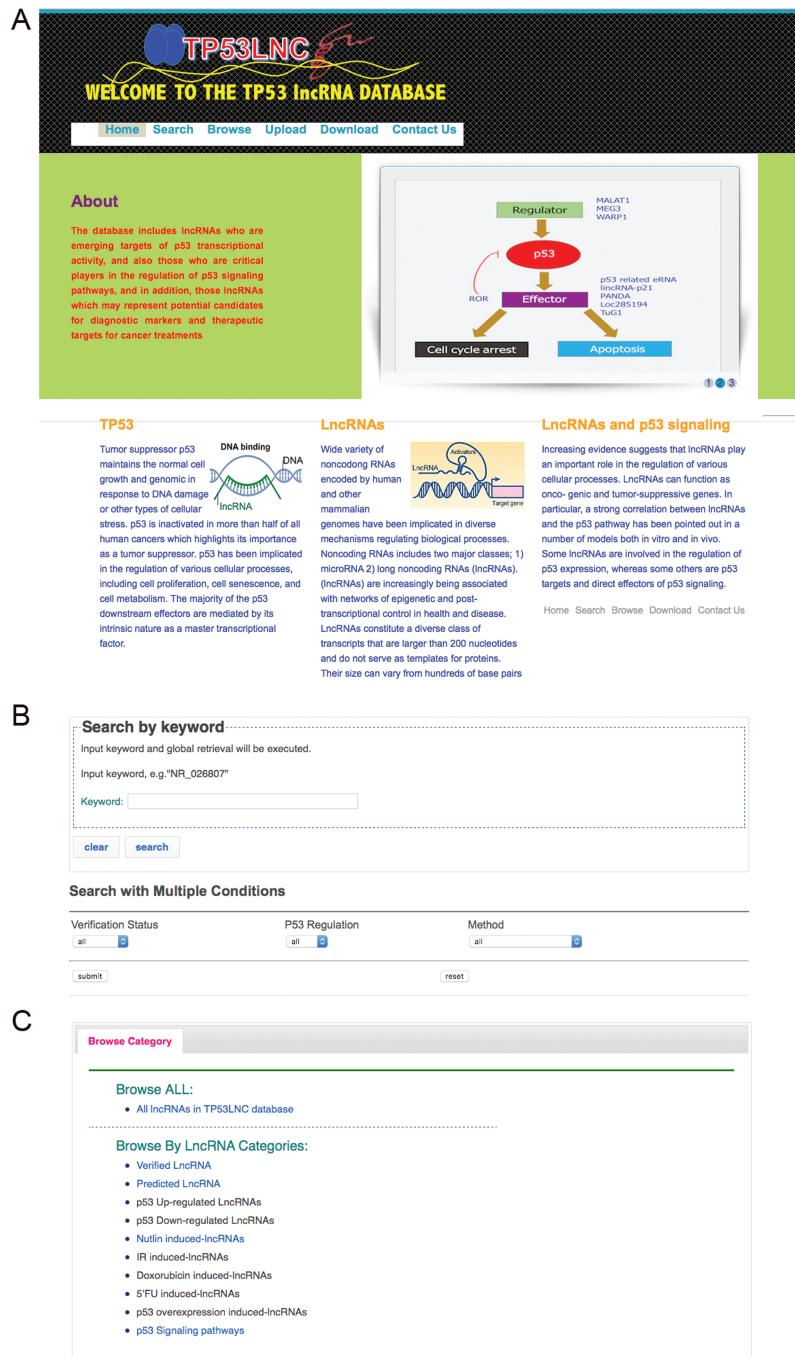 A
TP53LNC
WELCOME TO THE TP53 lncRNA DATABASE
Home Search Browse Upload Download Contact Us
About
The database includes lncRNAs who are
emerging targets of p53 transcriptional
activity, and also those who are critical
players in the regulation of p53 signaling
pathways, and in addition, those lncRNAs
which may represent potential candidates
for diagnostic markers and therapeutic
targets for cancer treatments
Regulator
MALAT1
MEG3
WARP1
p53
ROR
Effector
p53 related eRNA
lincRNA-p21
PANDA
Loc285194
TuG1
Cell cycle arrest
Apoptosis
1 2 3
TP53
Tumor suppressor p53
maintains the normal cell
growth and genomic in
response to DNA damage
or other types of cellular
stress. p53 is inactivated in more than half of all
human cancers which highlights its importance
as a tumor suppressor. p53 has been implicated
in the regulation of various cellular processes,
including cell proliferation, cell senescence, and
cell metabolism. The majority of the p53
downstream effectors are mediated by its
intrinsic nature as a master transcriptional
factor.
DNA binding
DNA
lncRNA
LncRNAs
Wide variety of
noncodong RNAs
encoded by human
and other
mammalian
genomes have been implicated in diverse
mechanisms regulating biological processes.
Noncoding RNAs includes two major classes; 1)
microRNA 2) long noncoding RNAs (lncRNAs).
(lncRNAs) are increasingly being associated
with networks of epigenetic and post-
transcriptional control in health and disease.
LncRNAs constitute a diverse class of
transcripts that are larger than 200 nucleotides
and do not serve as templates for proteins.
Their size can vary from hundreds of base pairs
Activators
LncRNA
Target gene
LncRNAs and p53 signaling
Increasing evidence suggests that lncRNAs play
an important role in the regulation of various
cellular processes. LncRNAs can function as
onco- genic and tumor-suppressive genes. In
particular, a strong correlation between lncRNAs
and the p53 pathway has been pointed out in a
number of models both in vitro and in vivo.
Some lncRNAs are involved in the regulation of
p53 expression, whereas some others are p53
targets and direct effectors of p53 signaling.
Home Search Browse Download Contact Us
B
Search by keyword
Input keyword and global retrieval will be executed.
Input keyword, e.g."NR_026807"
Keyword:
clear search
Search with Multiple Conditions
Verification Status P53 Regulation Method
all all all
submit reset
C
Browse Category
Browse ALL:
• All lncRNAs in TP53LNC database
Browse By LncRNA Categories:
• Verified LncRNA
• Predicted LncRNA
• p53 Up-regulated LncRNAs
• p53 Down-regulated LncRNAs
• Nutlin induced-lncRNAs
• IR induced-lncRNAs
• Doxorubicin induced-lncRNAs
• 5'FU induced-lncRNAs
• p53 overexpression induced-lncRNAs
• p53 Signaling pathways